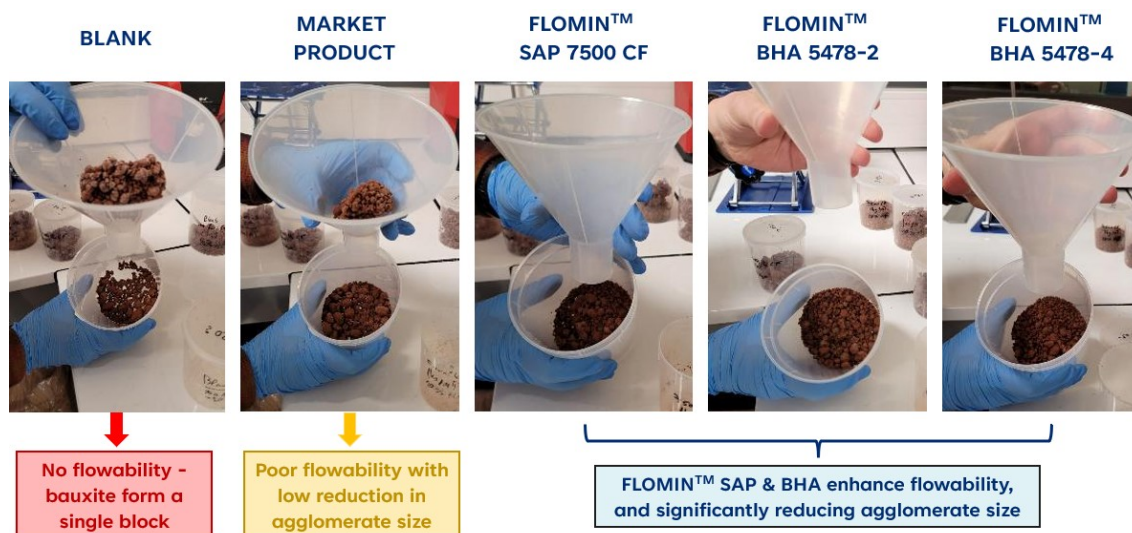 BLANK
MARKET
PRODUCT
FLOMIN™
SAP 7500 CF
FLOMIN™
BHA 5478-2
FLOMIN™
BHA 5478-4
No flowability -
bauxite form a
single block
Poor flowability with
low reduction in
agglomerate size
FLOMIN™ SAP & BHA enhance flowability,
and significantly reducing agglomerate size